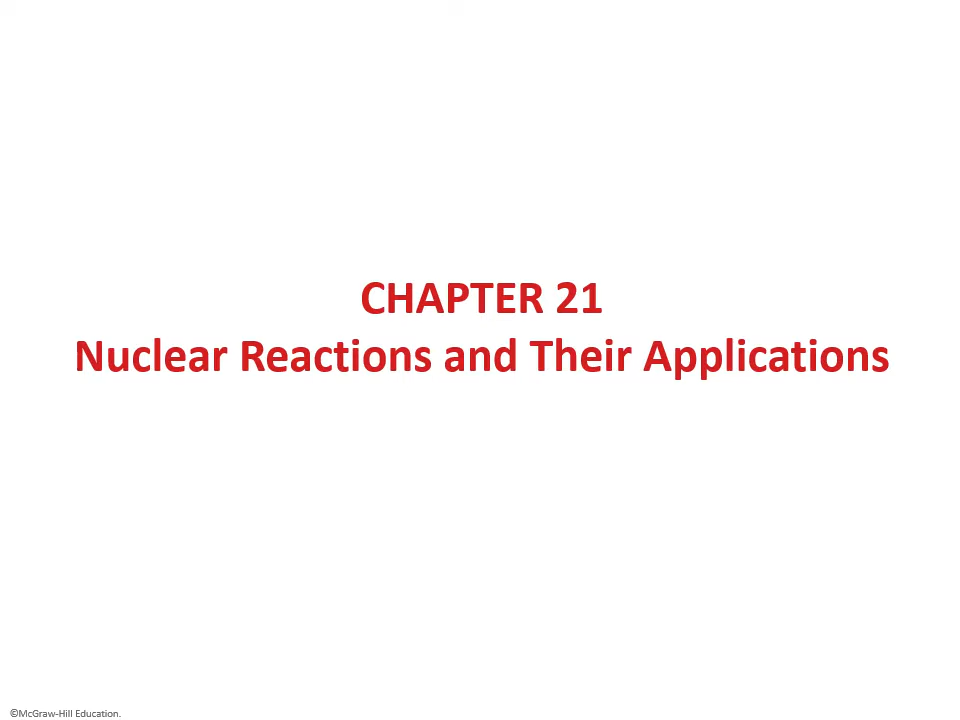 CHAPTER 21
Nuclear Reactions and Their Applications
©McGraw-Hill Education.